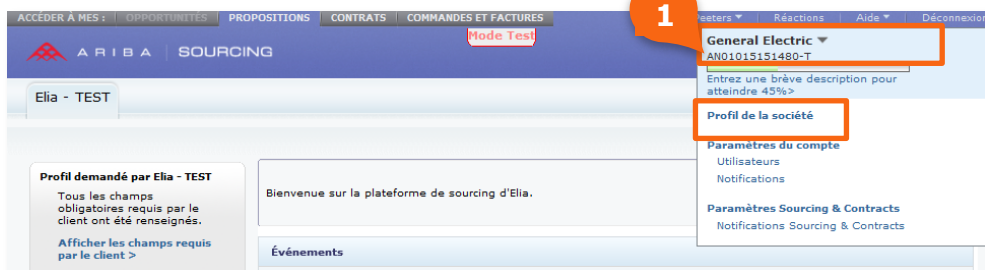 ACCÉDER À MES : OPPORTUNITÉS PROPOSITIONS CONTRATS COMMANDES ET FACTURES
1
eeters Réactions Aide Déconnexion
Mode Test
ARIBA SOURCING
General Electric
AN01015151480-T
Entrez une brève description pour
atteindre 45%>
Elia - TEST
Profil de la société
Paramètres du compte
Utilisateurs
Notifications
Paramètres Sourcing & Contracts
Notifications Sourcing & Contracts
Profil demandé par Elia - TEST
Tous les champs
obligatoires requis par le
client ont été renseignés.
Afficher les champs requis
par le client >
Bienvenue sur la plateforme de sourcing d'Elia.
Événements